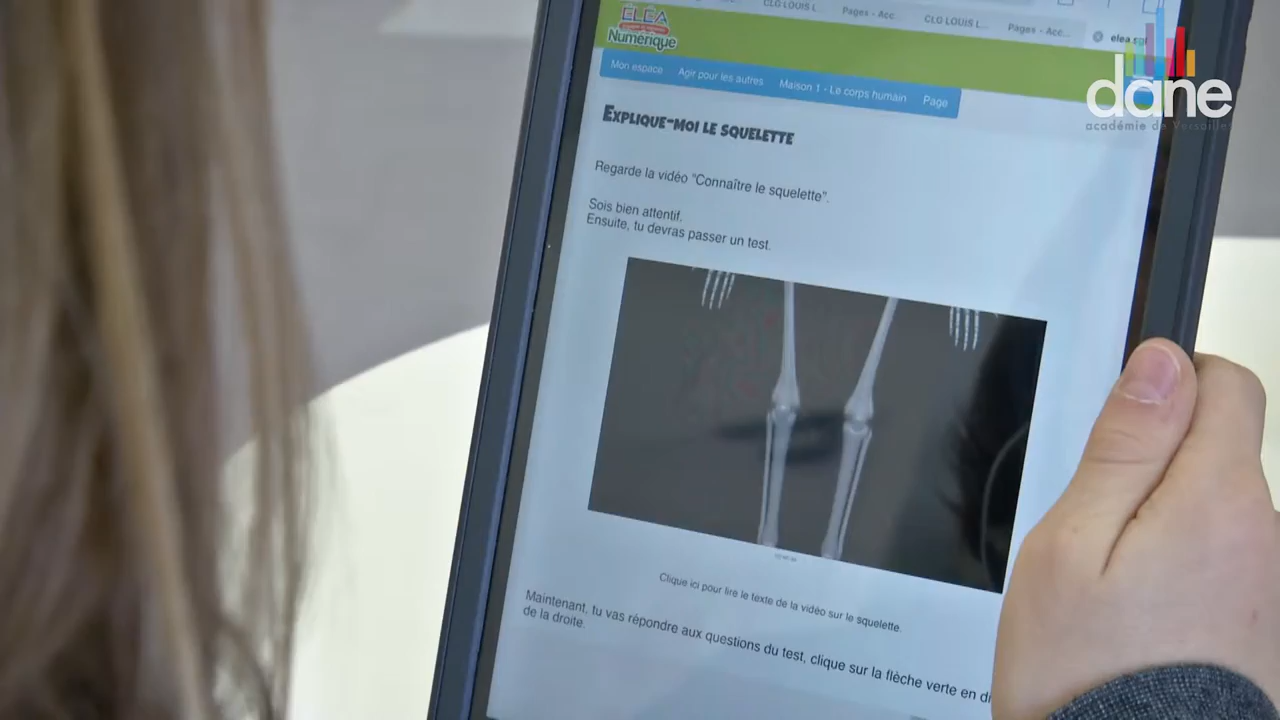 CLG LOUIS L...
Pages - Acc...
CLG LOUIS L...
Pages - Acc...
ÉLÉA
Numérique
dane
académie de Versailles
Mon espace
Agir pour les autres
Maison 1 - Le corps humain
Page
EXPLIQUE-MOI LE SQUELETTE
Regarde la vidéo "Connaître le squelette".
Sois bien attentif.
Ensuite, tu devras passer un test.
Clique ici pour lire le texte de la vidéo sur le squelette.
Maintenant, tu vas répondre aux questions du test, clique sur la flèche verte en
de la droite.